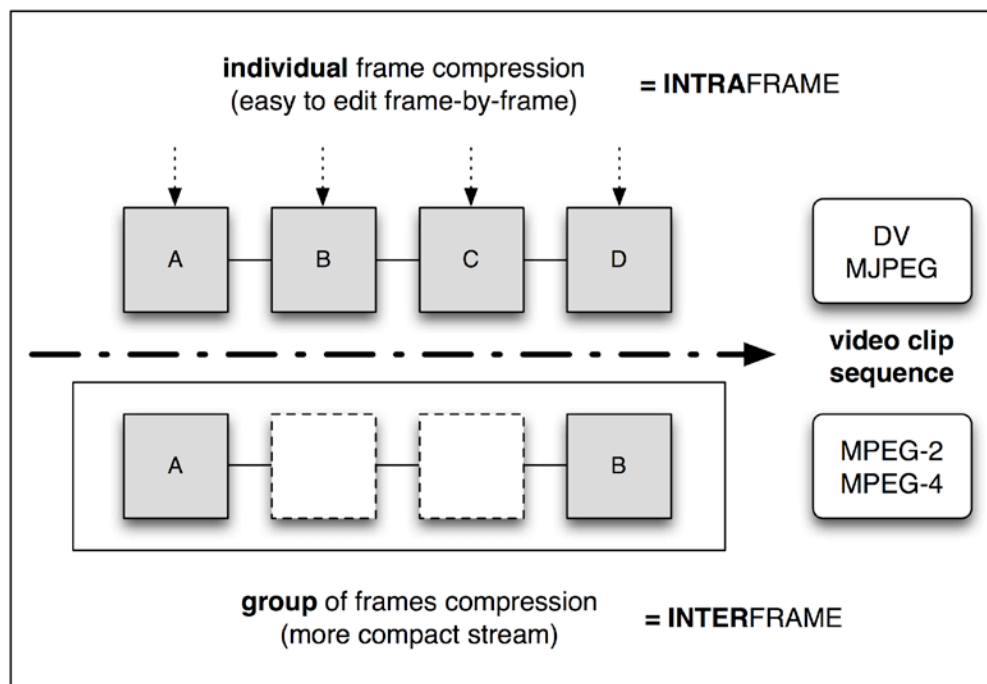 individual frame compression
(easy to edit frame-by-frame)
= INTRAFRAME
A
B
C
D
DV
MJPEG
video clip
sequence
A
B
MPEG-2
MPEG-4
group of frames compression
(more compact stream)
= INTERFRAME